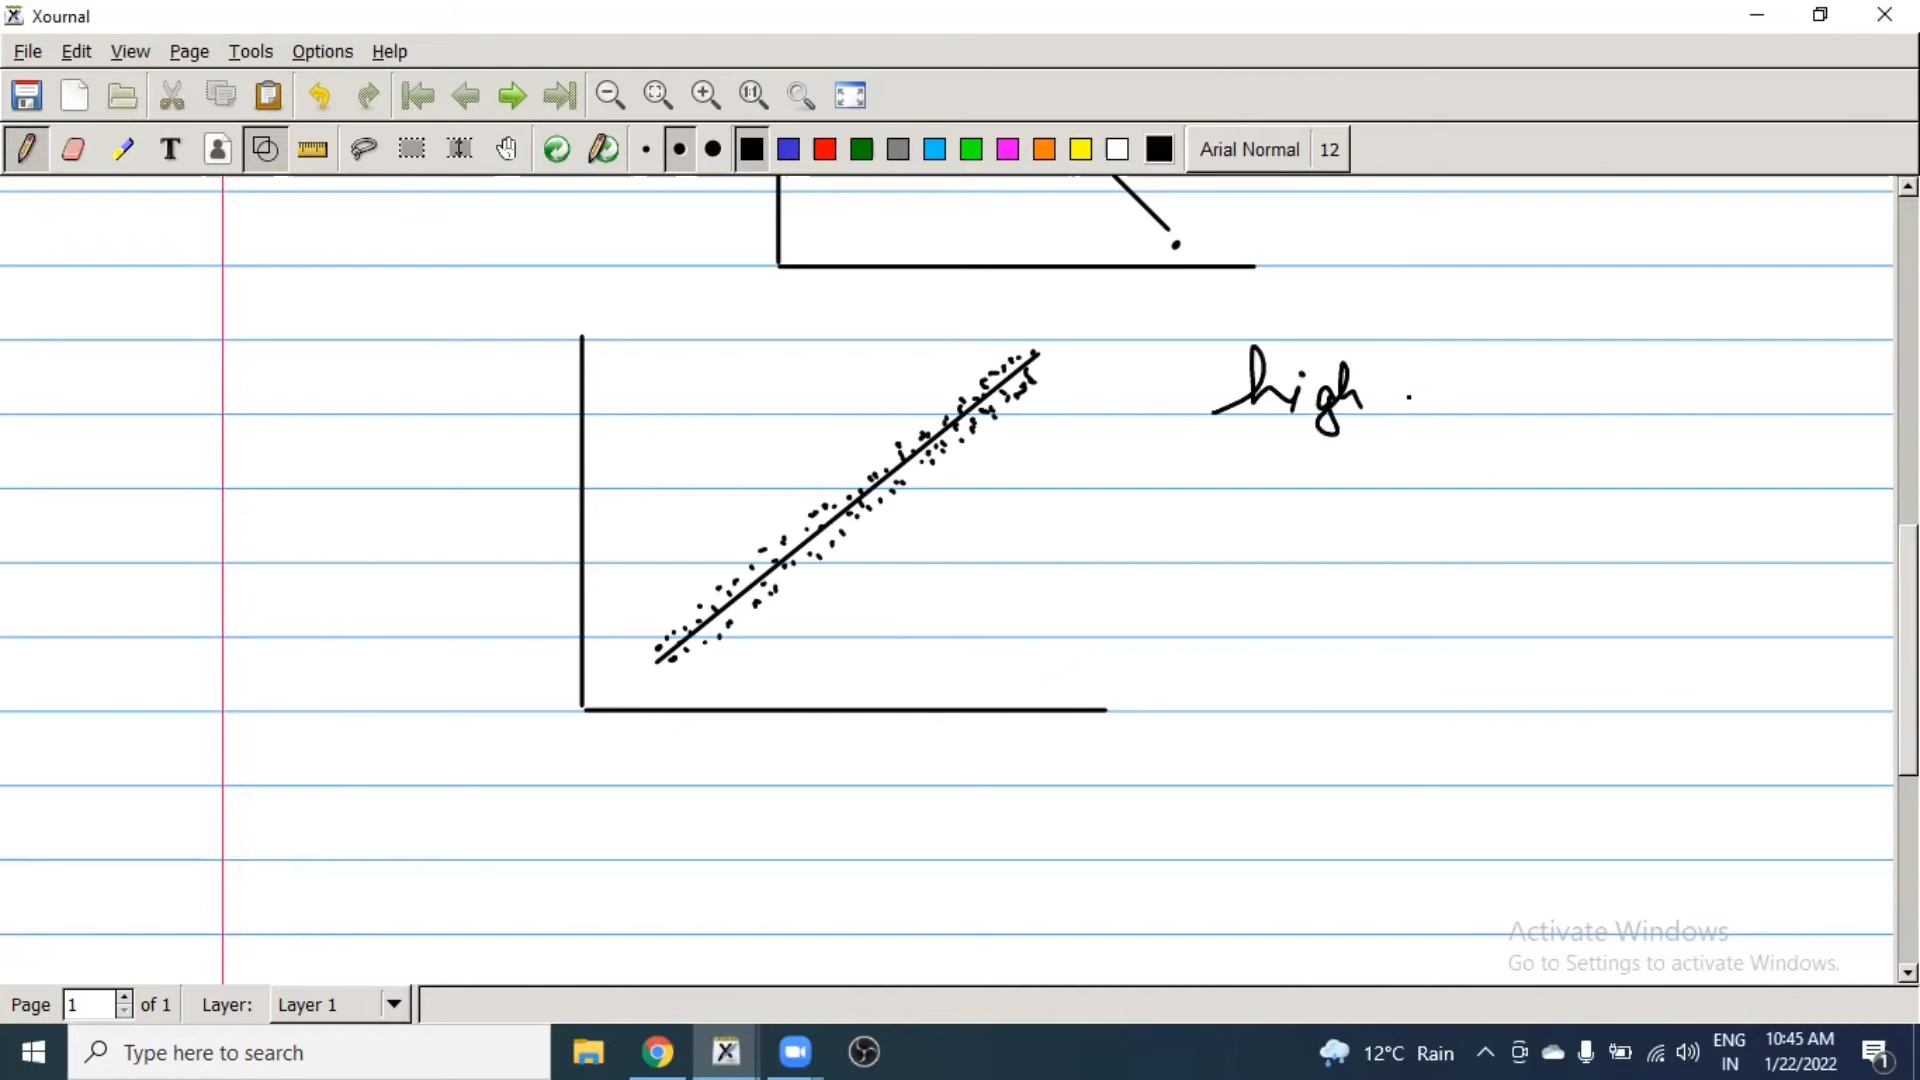 Xournal
File Edit View Page Tools Options Help
T Arial Normal 12
high
Activate Windows
Go to Settings to activate Windows.
Page 1 of 1 Layer: Layer 1
Type here to search
12°C Rain
ENG
IN
10:45 AM
1/22/2022
1